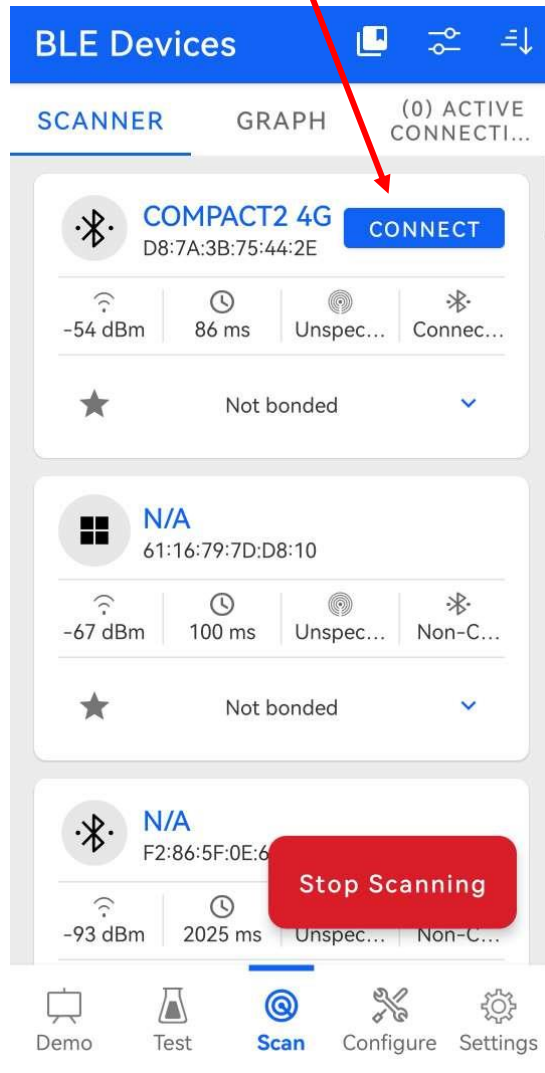 BLE Devices
SCANNER GRAPH (0) ACTIVE CONNECTI...
COMPACT2 4G CONNECT
D8:7A:3B:75:44:2E
-54 dBm 86 ms Unspec... Connec...
Not bonded
N/A
61:16:79:7D:D8:10
-67 dBm 100 ms Unspec... Non-C...
Not bonded
N/A
F2:86:5F:0E:6
Stop Scanning
-93 dBm 2025 ms Unspec... Non-C...
Demo Test Scan Configure Settings